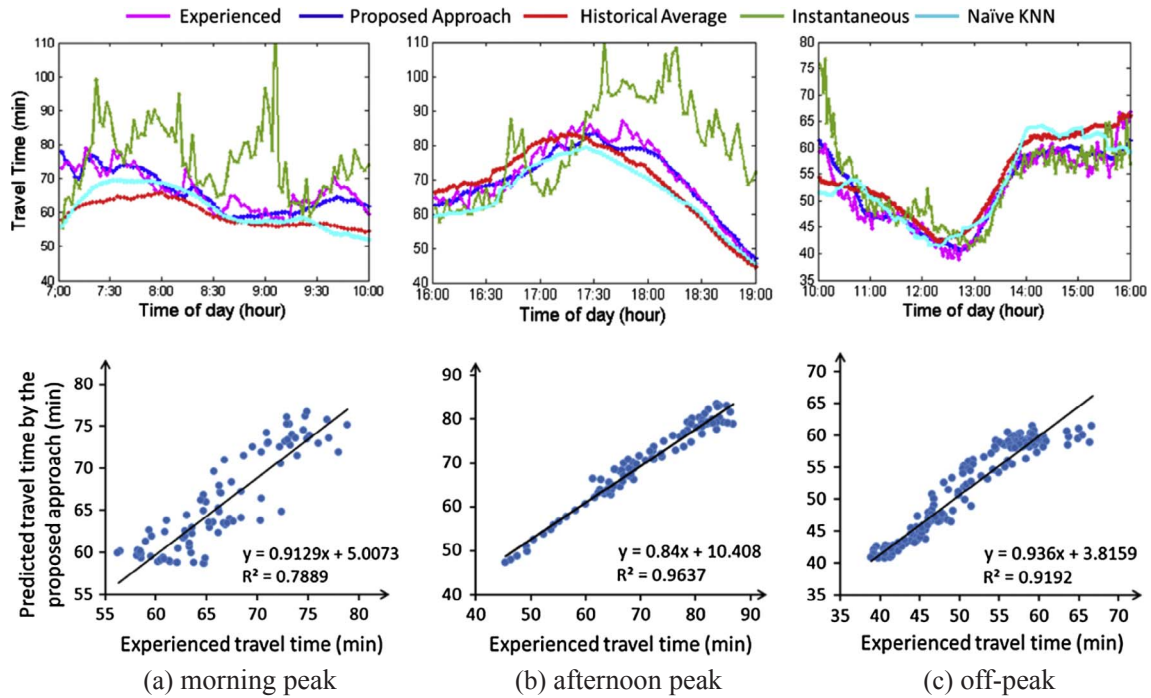 Experienced Proposed Approach Historical Average Instantaneous Naïve KNN
Travel Time (min)
110
100
90
80
70
60
50
40
7:00 7:30 8:00 8:30 9:00 9:30 10:00
Time of day (hour)
110
100
90
80
70
60
50
40
16:00 16:30 17:00 17:30 18:00 18:30 19:00
Time of day (hour)
80
75
70
65
60
55
50
45
40
35
10:00 11:00 12:00 13:00 14:00 15:00 16:00
Time of day (hour)
Predicted travel time by the
proposed approach (min)
80
75
70
65
60
55
y = 0.9129x + 5.0073
R² = 0.7889
55 60 65 70 75 80
Experienced travel time (min)
90
80
70
60
50
40
y = 0.84x + 10.408
R² = 0.9637
40 50 60 70 80 90
Experienced travel time (min)
70
65
60
55
50
45
40
35
y = 0.936x + 3.8159
R² = 0.9192
35 40 45 50 55 60 65 70
Experienced travel time (min)
(a) morning peak (b) afternoon peak (c) off-peak